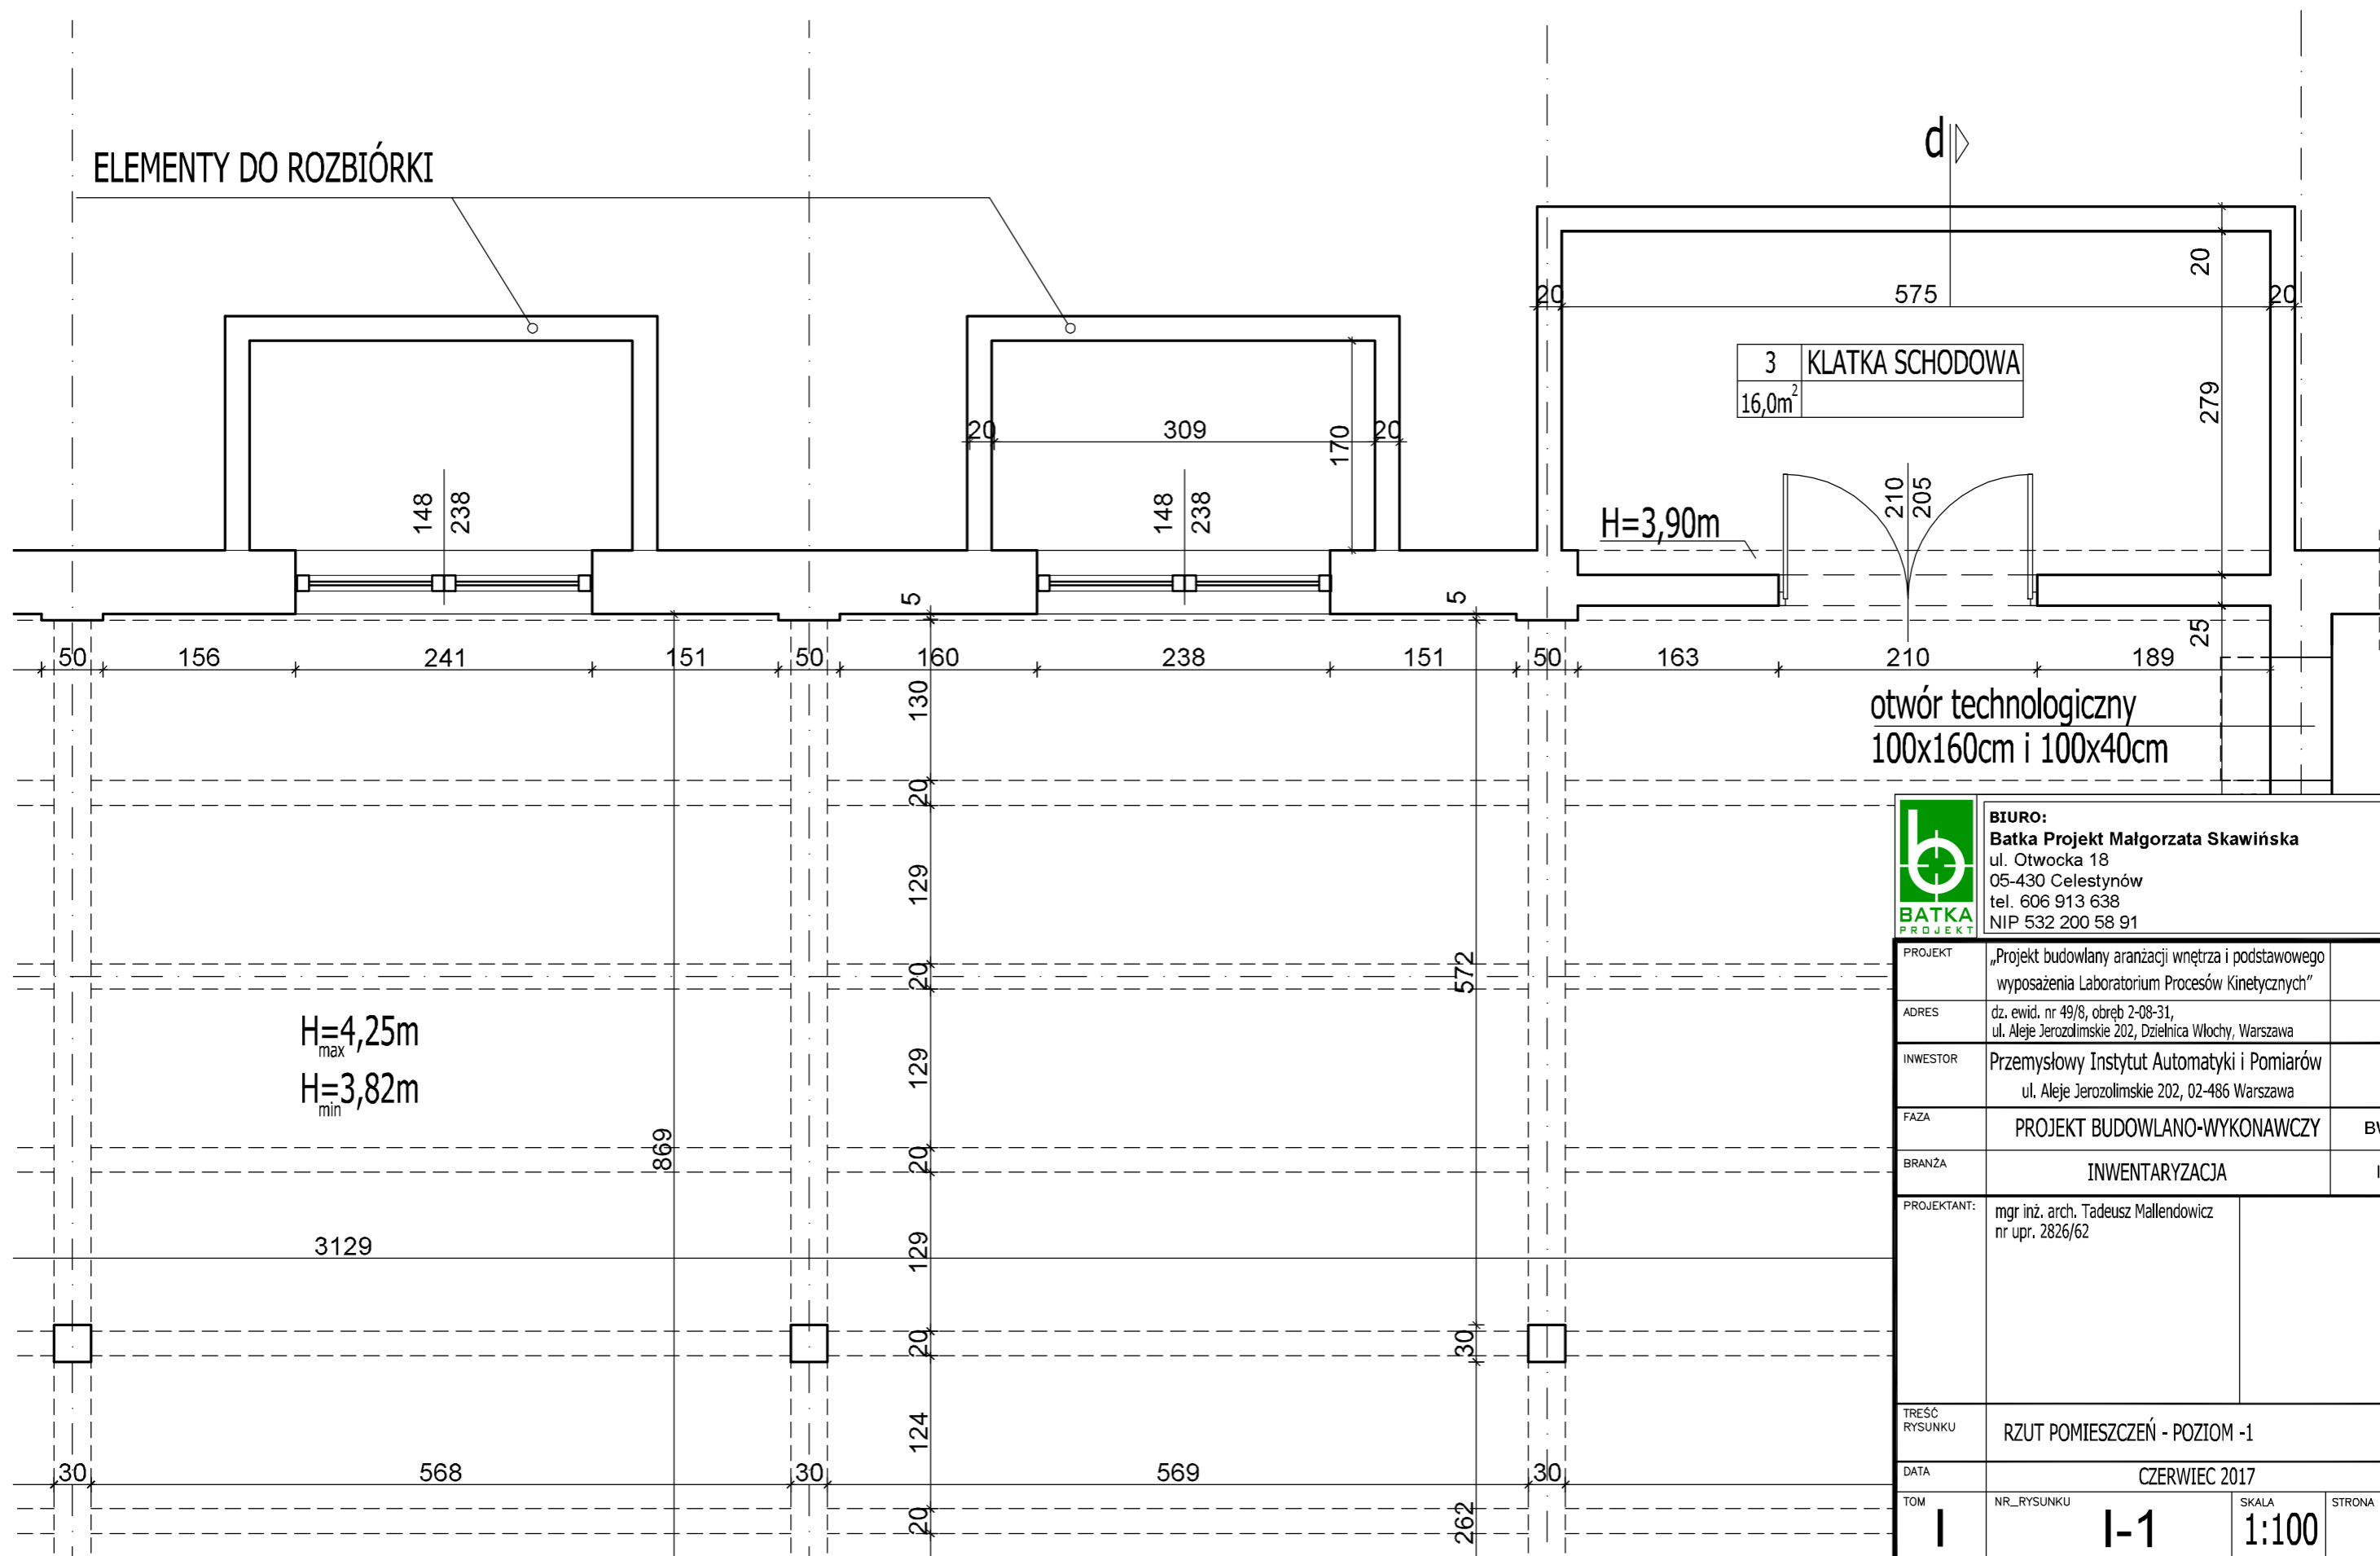 d
ELEMENTY DO ROZBIÓRKI
20
20
575
20
3 KLATKA SCHODOWA
16,0m²
279
20
309
20
170
148
238
148
238
210
205
H=3,90m
5
5
25
50
156
241
151
50
160
238
151
50
163
210
189
130
otwór technologiczny
100x160cm i 100x40cm
20
129
20
572
H=4,25m
max
H=3,82m
min
129
869
20
3129
129
20
30
124
30
568
30
569
30
20
262
BATKA
PROJEKT
BIURO:
Batka Projekt Małgorzata Skawińska
ul. Otwocka 18
05-430 Celestynów
tel. 606 913 638
NIP 532 200 58 91
PROJEKT
„Projekt budowlany aranżacji wnętrza i podstawowego
wyposażenia Laboratorium Procesów Kinetycznych”
ADRES
dz. ewid. nr 49/8, obręb 2-08-31,
ul. Aleje Jerozolimskie 202, Dzielnica Włochy, Warszawa
INWESTOR
Przemysłowy Instytut Automatyki i Pomiarów
ul. Aleje Jerozolimskie 202, 02-486 Warszawa
FAZA
PROJEKT BUDOWLANO-WYKONAWCZY
BRANŻA
INWENTARYZACJA
PROJEKTANT:
mgr inż. arch. Tadeusz Mallendowicz
nr upr. 2826/62
TREŚĆ
RYSUNKU
RZUT POMIESZCZEŃ - POZIOM -1
DATA
CZERWIEC 2017
TOM
I
NR_RYSUNKU
I-1
SKALA
1:100
STRONA